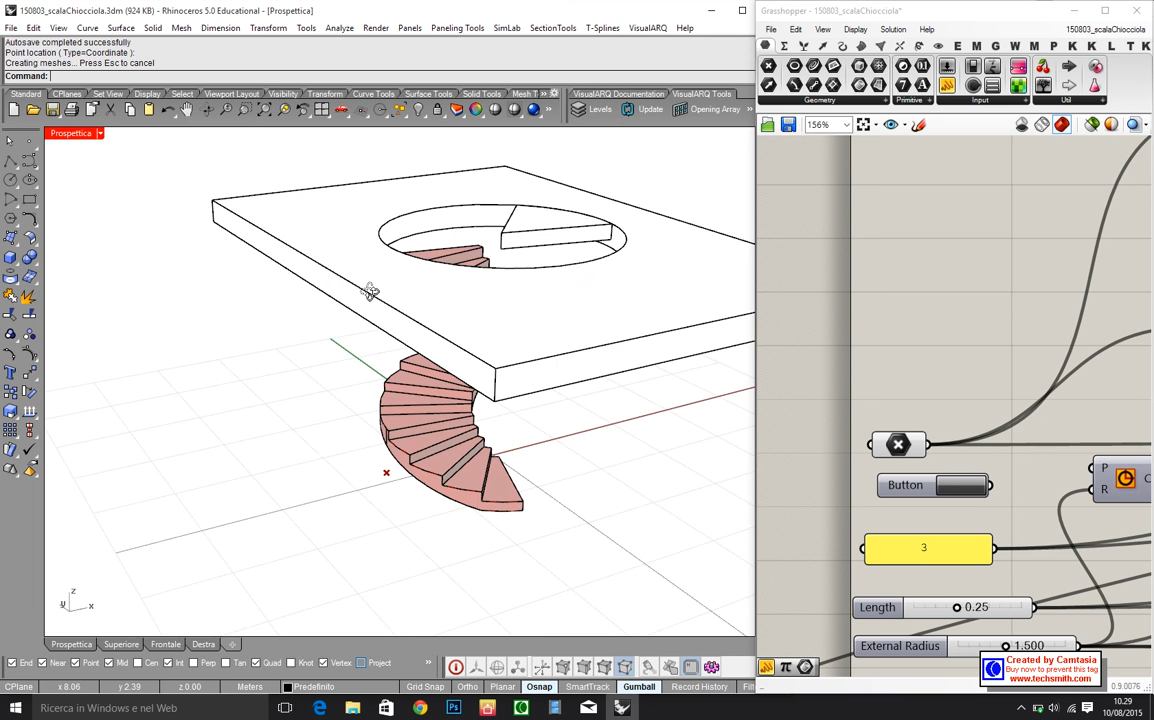 150803_scalaChiocciola.3dm (924 KB) - Rhinoceros 5.0 Educational - [Prospettica]
File Edit View Curve Surface Solid Mesh Dimension Transform Tools Analyze Render Panels Paneling Tools SimLab SectionTools T-Splines VisualARQ Help
Autosave completed successfully
Point location ( Type=Coordinate ):
Creating meshes... Press Esc to cancel
Command:
Standard CPlanes Set View Display Select Viewport Layout Visibility Transform Curve Tools Surface Tools Solid Tools Mesh T VisualARQ Documentation VisualARQ Tools
Levels Update Opening Array
Prospettica
z
y x
Prospettica Superiore Frontale Destra
End Near Point Mid Cen Int Perp Tan Quad Knot Vertex Project
CPlane x 8.06 y 2.39 z 0.00 Meters Predefinito Grid Snap Ortho Planar Osnap SmartTrack Gumball Record History Filt
Grasshopper - 150803_scalaChiocciola*
File Edit View Display Solution Help 150803_scalaChiocciola
E M G W M P K K L T
Geometry Primitive Input Util
156%
Button
P
R
C
3
Length 0.25
External Radius 1.500
Created by Camtasia
Buy now to prevent this tag
www.techsmith.com
0.9.0076
Ricerca in Windows e nel Web
10.29
10/08/2015